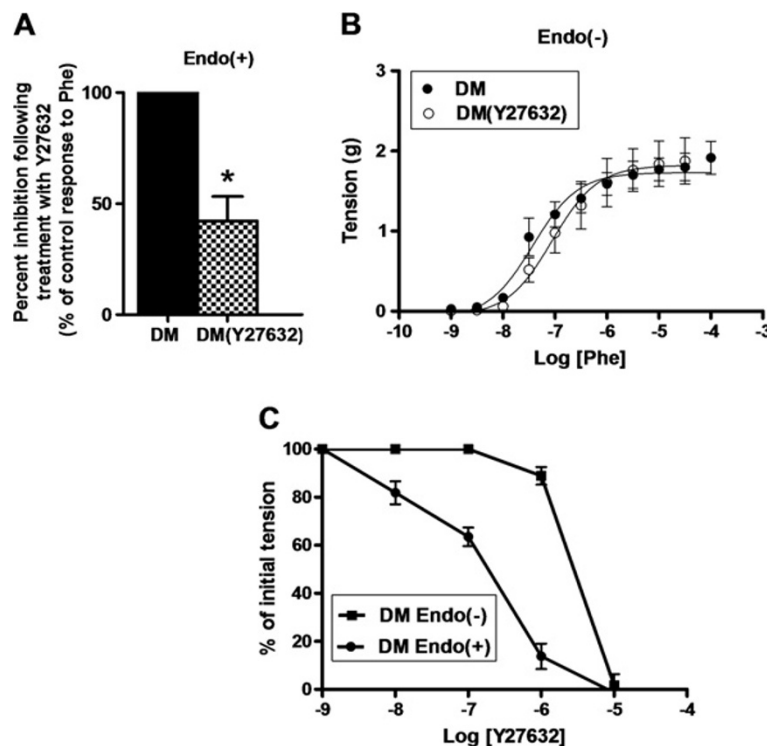 A
Endo(+)
Percent inhibition following
treatment with Y27632
(% of control response to Phe)
100
50
0
*
DM DM(Y27632)
B
Endo(-)
DM
DM(Y27632)
Tension (g)
3
2
1
0
-10 -9 -8 -7 -6 -5 -4 -3
Log [Phe]
C
% of initial tension
100
80
60
40
20
0
DM Endo(-)
DM Endo(+)
-9 -8 -7 -6 -5 -4
Log [Y27632]